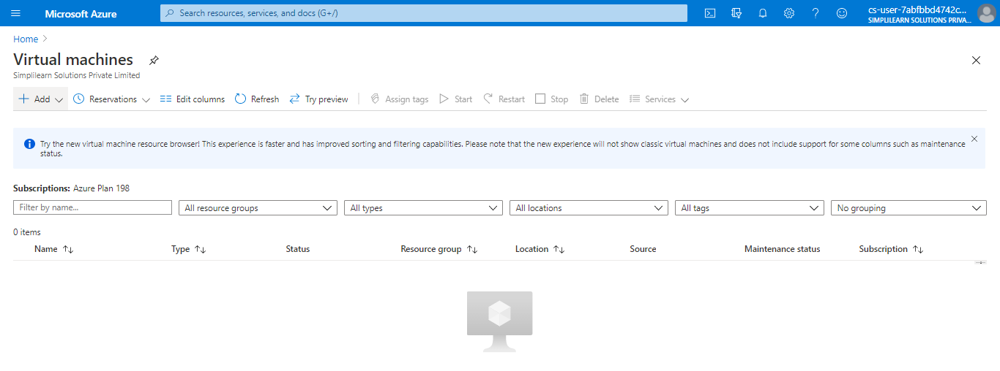 Microsoft Azure
Search resources, services, and docs (G+/)
cs-user-7abfbbd4742c...
SIMPLILEARN SOLUTIONS PRIVA...
Home
Virtual machines
Simplilearn Solutions Private Limited
Add
Reservations
Edit columns
Refresh
Try preview
Assign tags
Start
Restart
Stop
Delete
Services
Try the new virtual machine resource browser! This experience is faster and has improved sorting and filtering capabilities. Please note that the new experience will not show classic virtual machines and does not include support for some columns such as maintenance
status.
Subscriptions: Azure Plan 198
Filter by name...
All resource groups
All types
All locations
All tags
No grouping
0 items
Name
Type
Status
Resource group
Location
Source
Maintenance status
Subscription